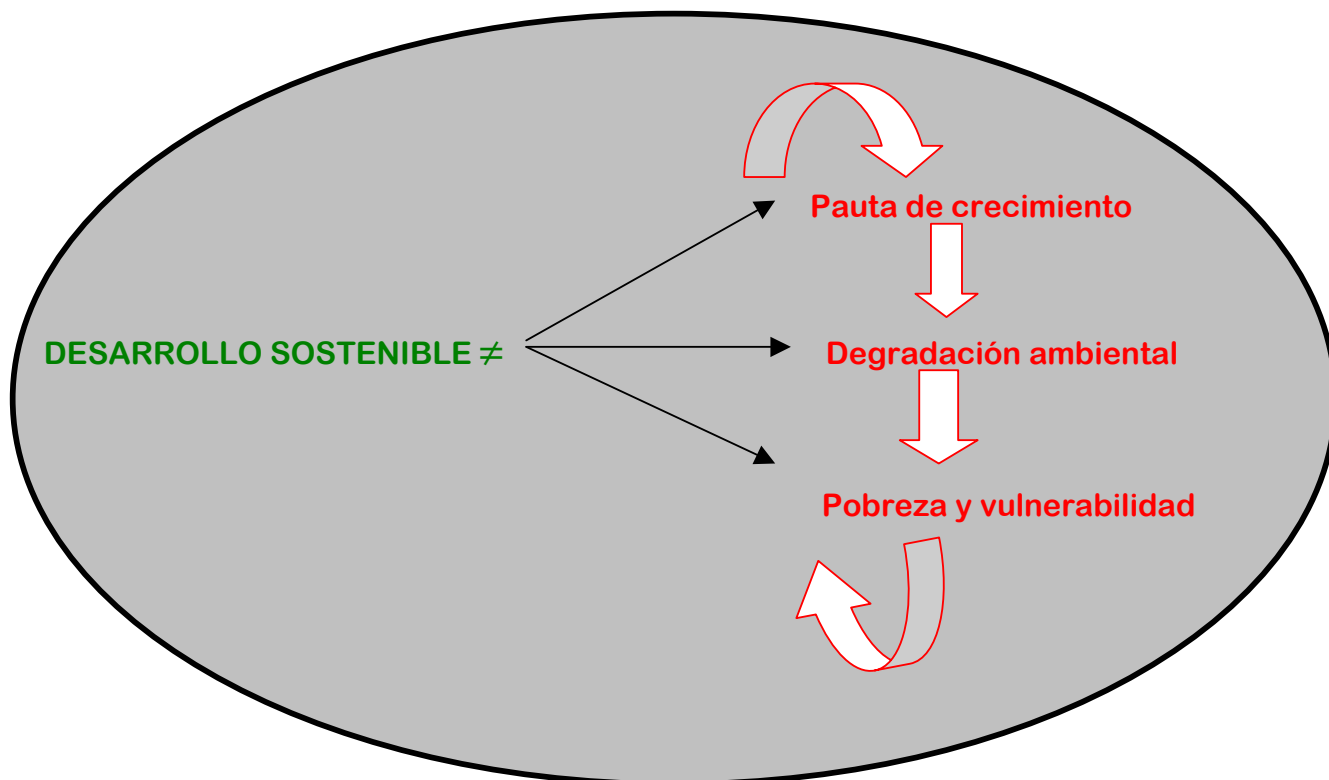 Pauta de crecimiento
DESARROLLO SOSTENIBLE ≠
Degradación ambiental
Pobreza y vulnerabilidad